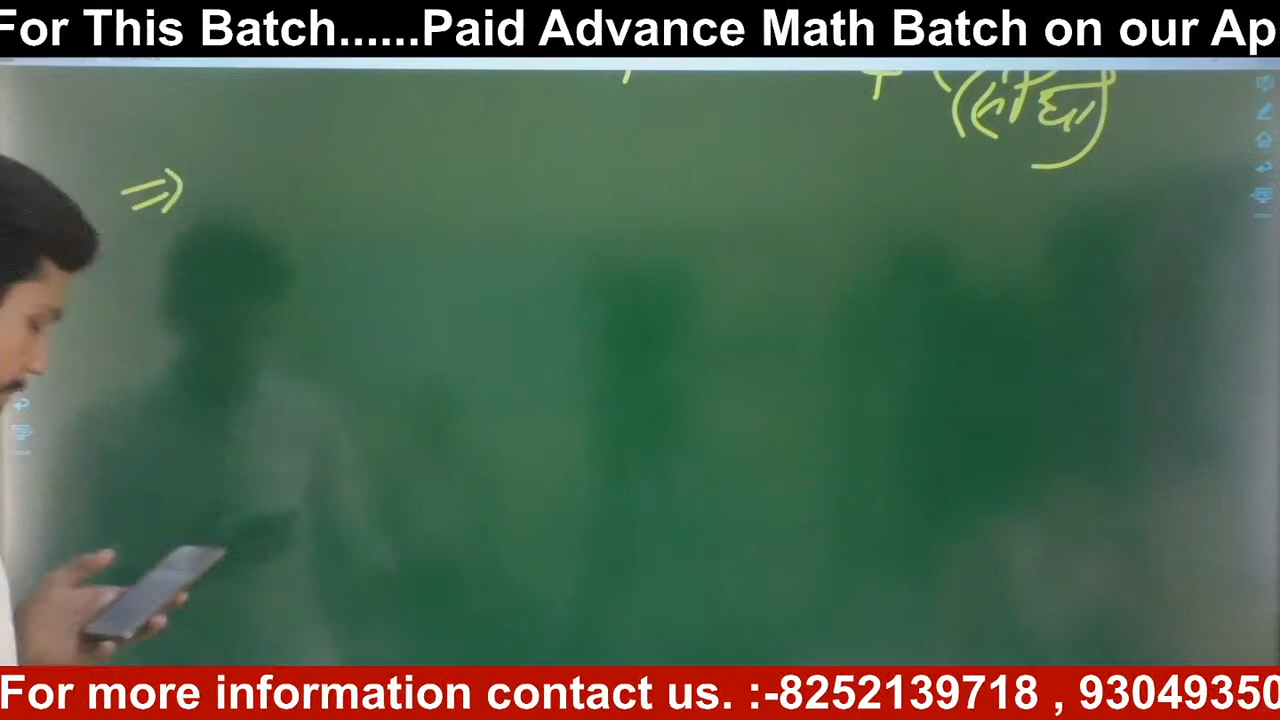 For This Batch......Paid Advance Math Batch on our Ap
(सीधा)
⇒
For more information contact us. :-8252139718 , 93049350